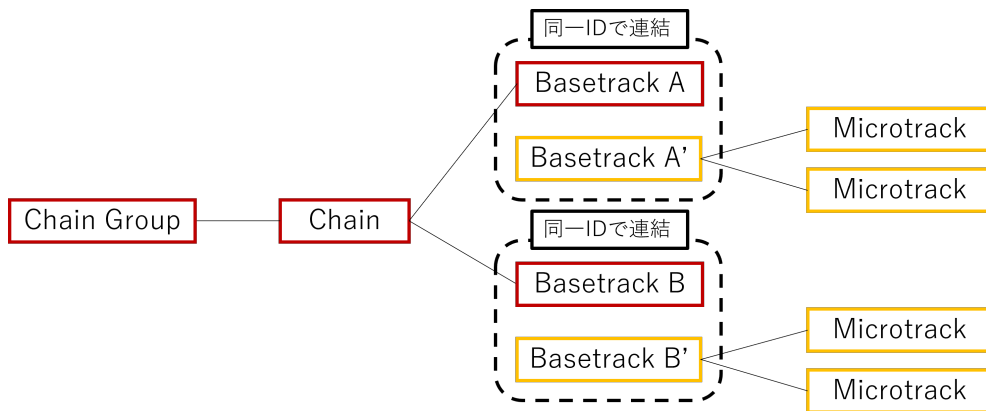 同一IDで連結
Basetrack A
Basetrack A’
Microtrack
Microtrack
Chain Group
Chain
同一IDで連結
Basetrack B
Basetrack B’
Microtrack
Microtrack